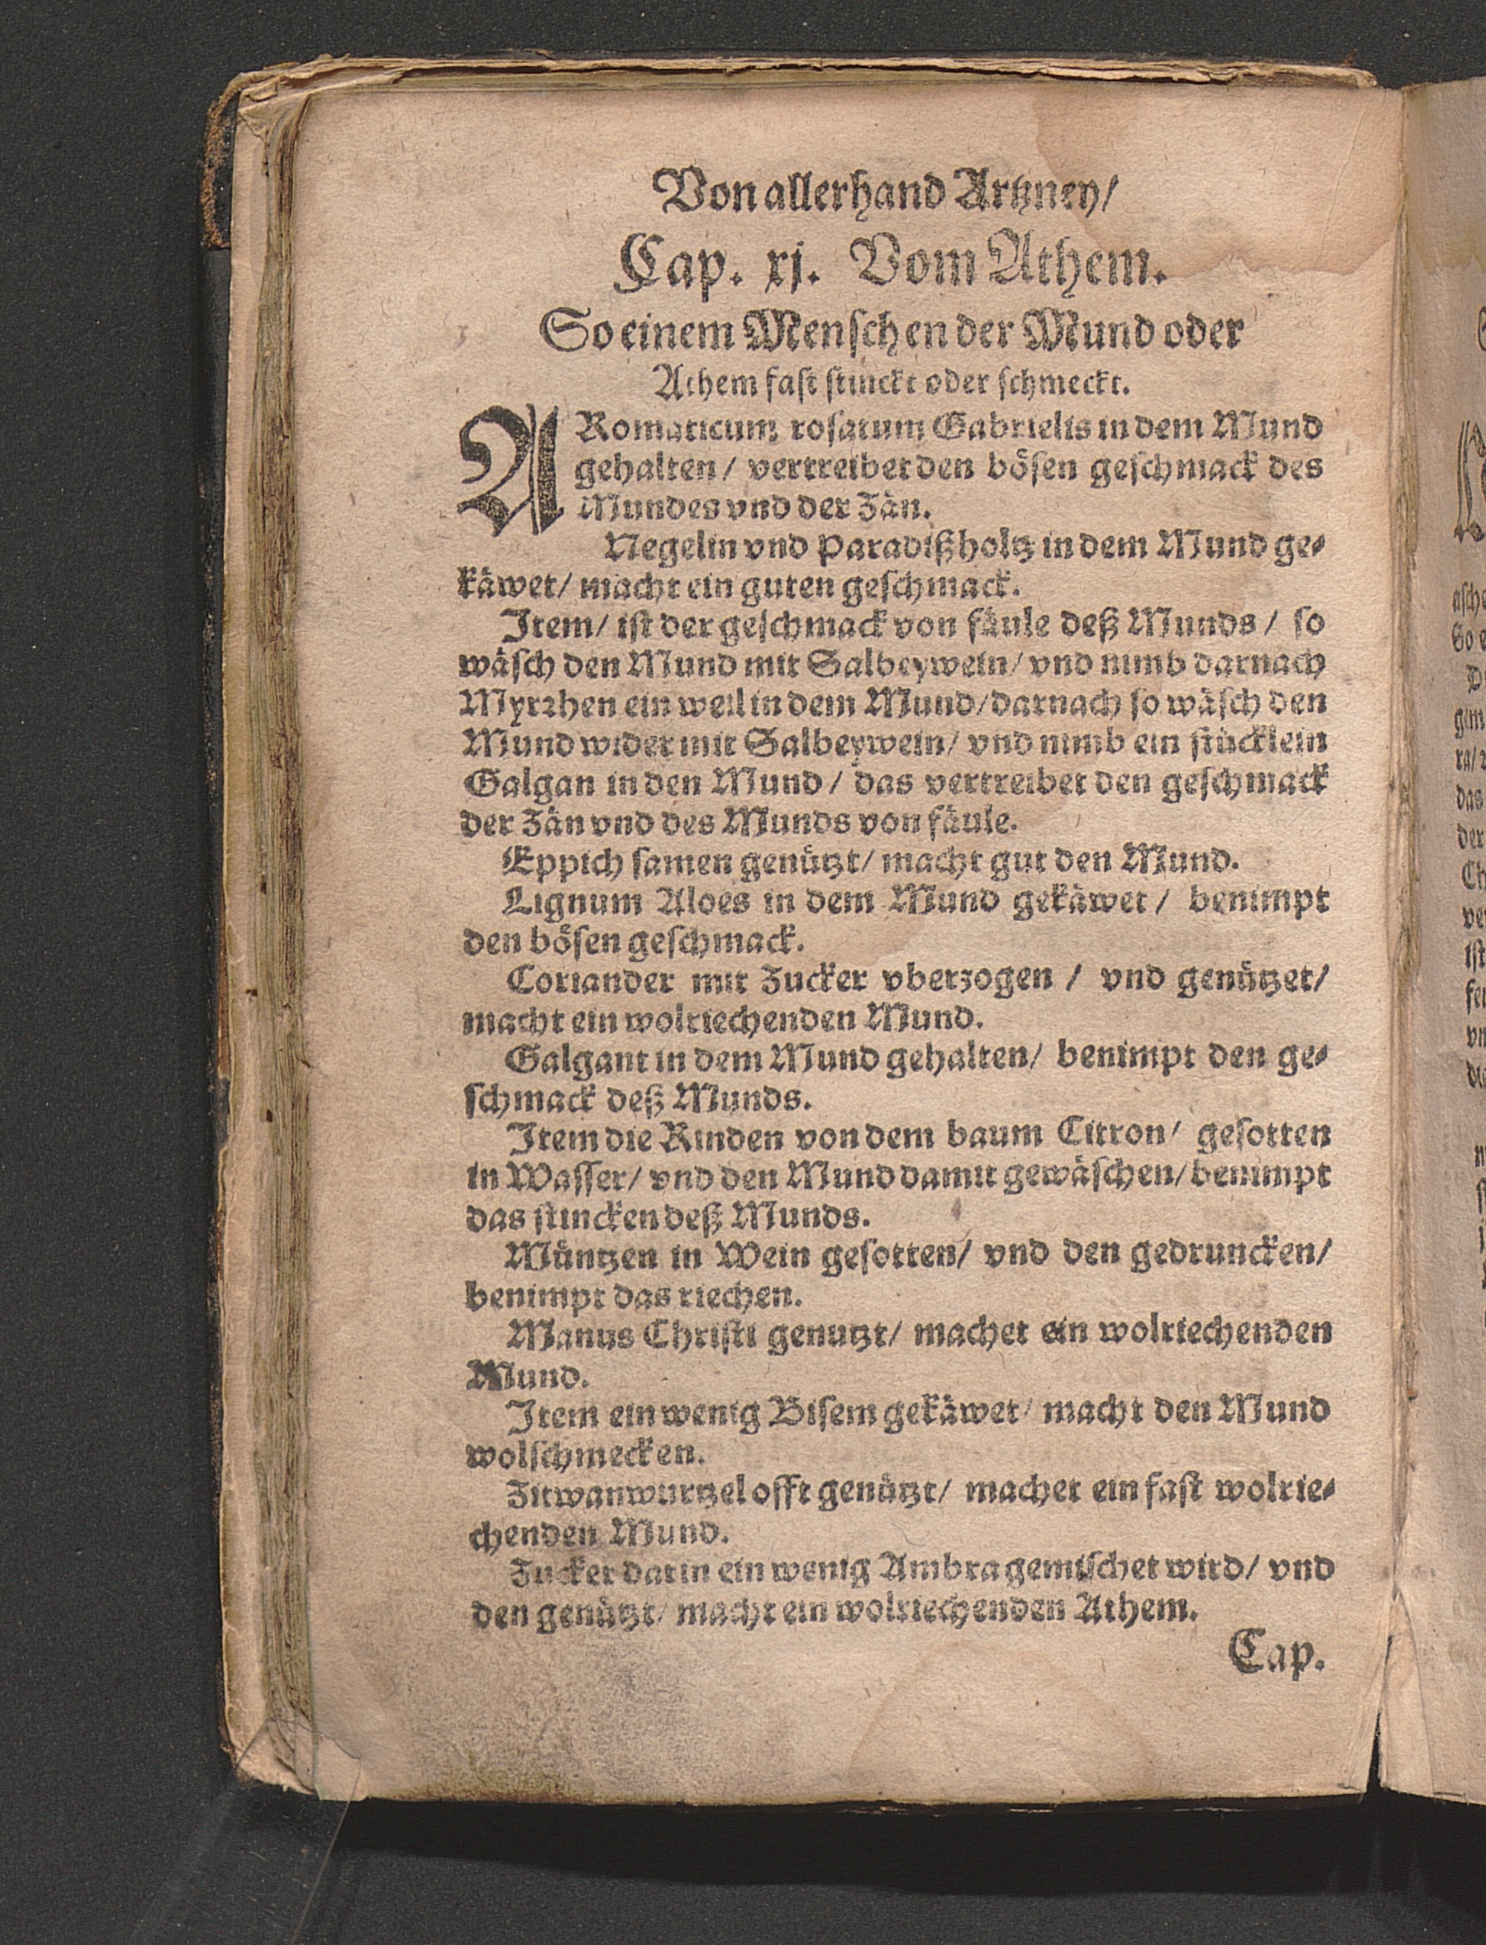 Von allerhand Artzney/
Cap. xj. Vom Athem.
So einem Menschen der Mund oder
Athem fast stinckt oder schmeckt.
ARomaticum rosatum Gabrielis in dem Mund
gehalten/ vertreibet den bösen geschmack des
Mundes vnd der Zän.
Negelin vnd Paradißholtz in dem Mund ge-
käwet/ macht ein guten geschmack.
Item/ ist der geschmack von fäule deß Munds/ so
wäsch den Mund mit Salbeywein/ vnd nimb darnach
Myrrhen ein weil in dem Mund/ darnach so wäsch den
Mund wider mit Salbeywein/ vnd nimb ein stücklein
Galgan in den Mund/ das vertreibet den geschmack
der Zän vnd des Munds von fäule.
Eppich samen genützt/ macht gut den Mund.
Lignum Aloes in dem Mund gekäwet/ benimpt
den bösen geschmack.
Coriander mit Zucker vberzogen/ vnd genützet/
macht ein wolriechenden Mund.
Galgant in dem Mund gehalten/ benimpt den ge-
schmack deß Munds.
Item die Rinden von dem baum Citron/ gesotten
in Wasser/ vnd den Mund damit gewäschen/ benimpt
das stincken deß Munds.
Müntzen in Wein gesotten/ vnd den gedruncken/
benimpt das riechen.
Manus Christi genutzt/ machet ein wolriechenden
Mund.
Item ein wenig Bisem gekäwet/ macht den Mund
wolschmecken.
Zitwanwurtzel offt genützt/ machet ein fast wolrie-
chenden Mund.
Zucker darin ein wenig Ambra gemischet wird/ vnd
den genützt/ macht ein wolriechenden Athem.
Cap.